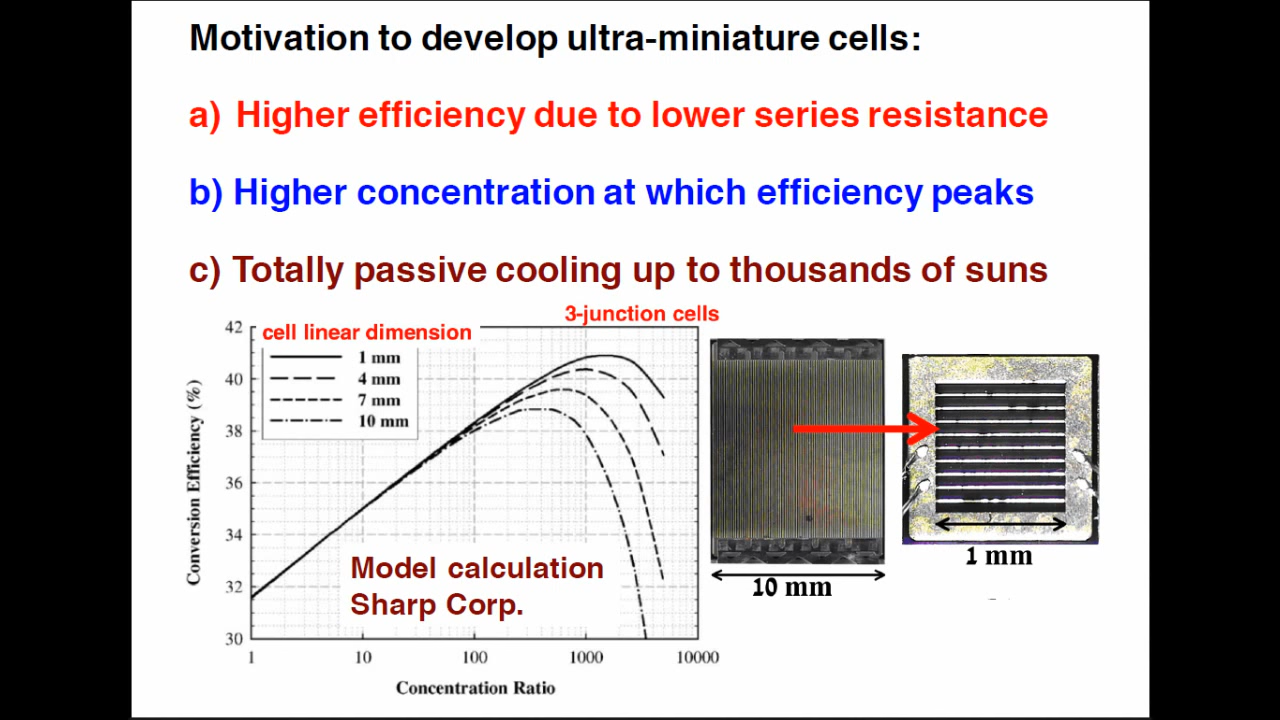 Motivation to develop ultra-miniature cells:
a) Higher efficiency due to lower series resistance
b) Higher concentration at which efficiency peaks
c) Totally passive cooling up to thousands of suns
3-junction cells
cell linear dimension
1 mm
4 mm
7 mm
10 mm
42
40
38
36
34
32
30
Conversion Efficiency (%)
Model calculation
Sharp Corp.
1
10
100
1000
10000
Concentration Ratio
10 mm
1 mm